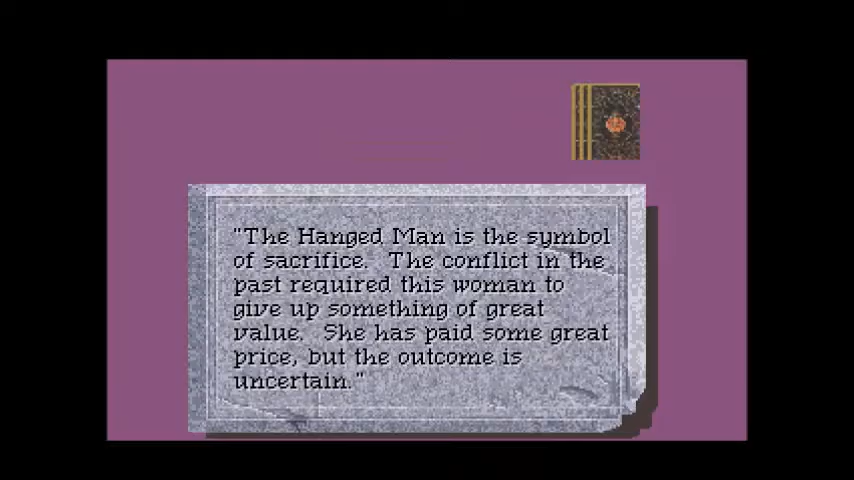 "The Hanged Man is the symbol
of sacrifice.  The conflict in the
past required this woman to
give up something of great
value.  She has paid some great
price, but the outcome is
uncertain."